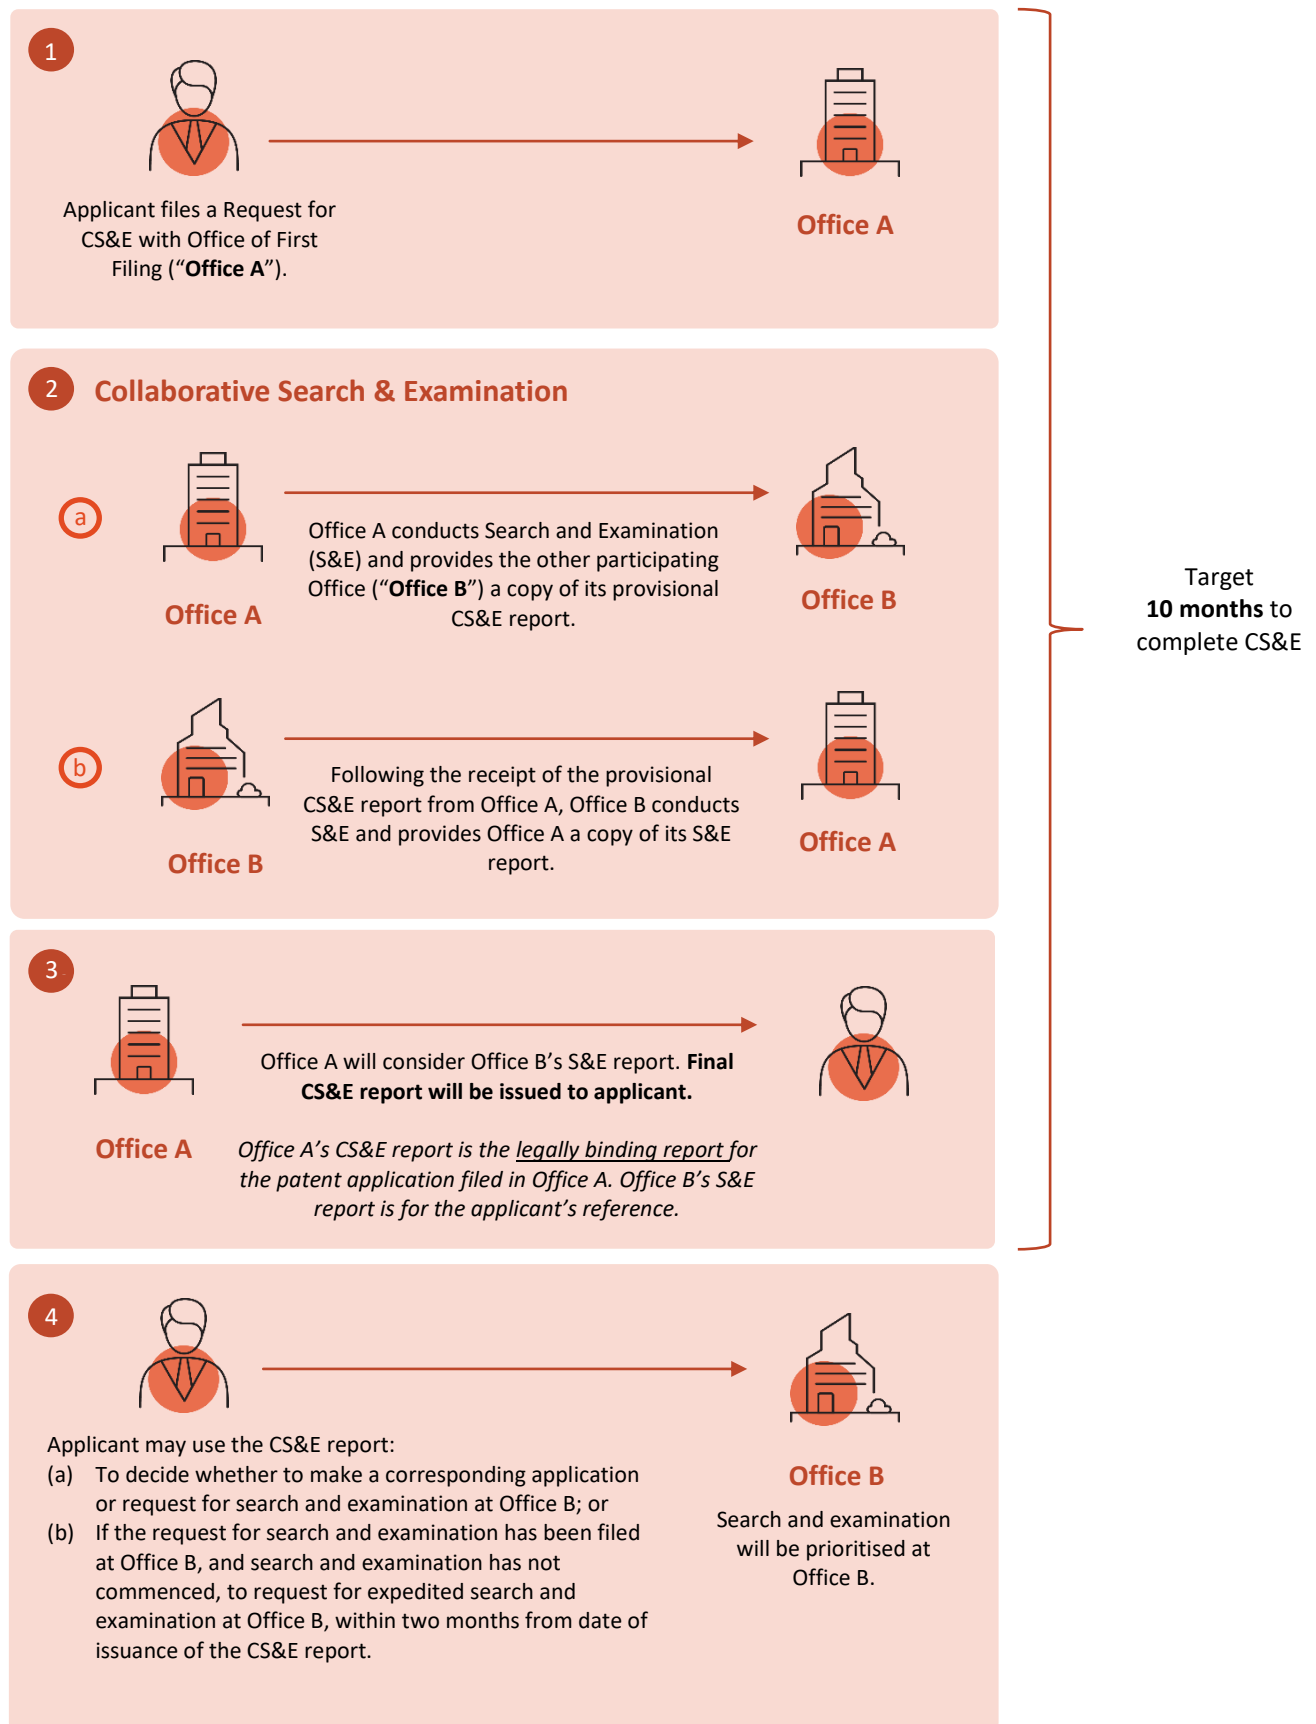 1
Applicant files a Request for
CS&E with Office of First
Filing (“Office A”).
Office A
2 Collaborative Search & Examination
a
Office A
Office A conducts Search and Examination
(S&E) and provides the other participating
Office (“Office B”) a copy of its provisional
CS&E report.
Office B
b
Office B
Following the receipt of the provisional
CS&E report from Office A, Office B conducts
S&E and provides Office A a copy of its S&E
report.
Office A
3
Office A
Office A will consider Office B’s S&E report. Final
CS&E report will be issued to applicant.
Office A’s CS&E report is the legally binding report for
the patent application filed in Office A. Office B’s S&E
report is for the applicant’s reference.
Target
10 months to
complete CS&E
4
Applicant may use the CS&E report:
(a) To decide whether to make a corresponding application
or request for search and examination at Office B; or
(b) If the request for search and examination has been filed
at Office B, and search and examination has not
commenced, to request for expedited search and
examination at Office B, within two months from date of
issuance of the CS&E report.
Office B
Search and examination
will be prioritised at
Office B.